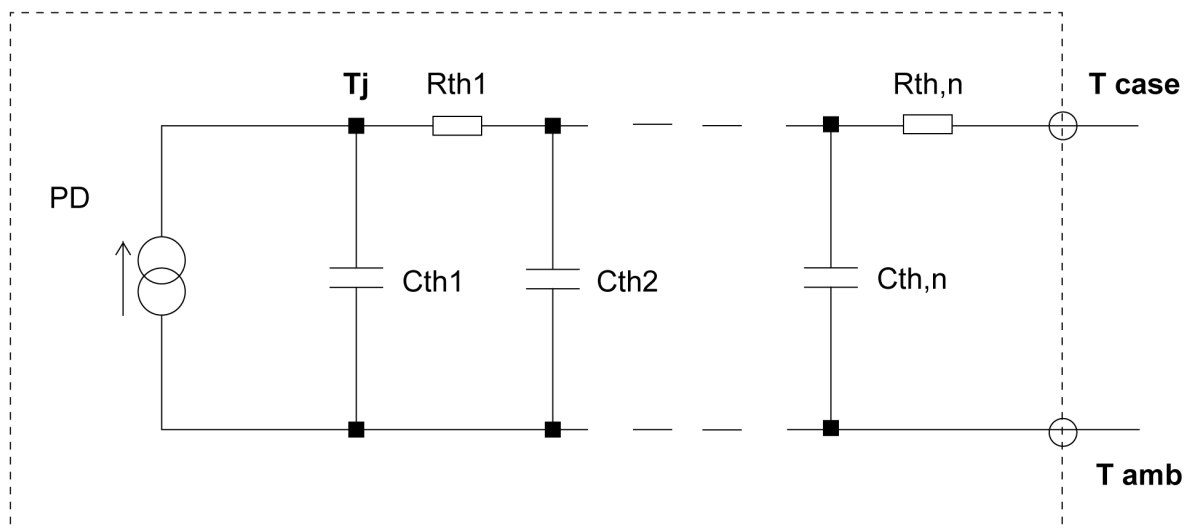 Tj
Rth1
Rth,n
T case
PD
Cth1
Cth2
Cth,n
T amb